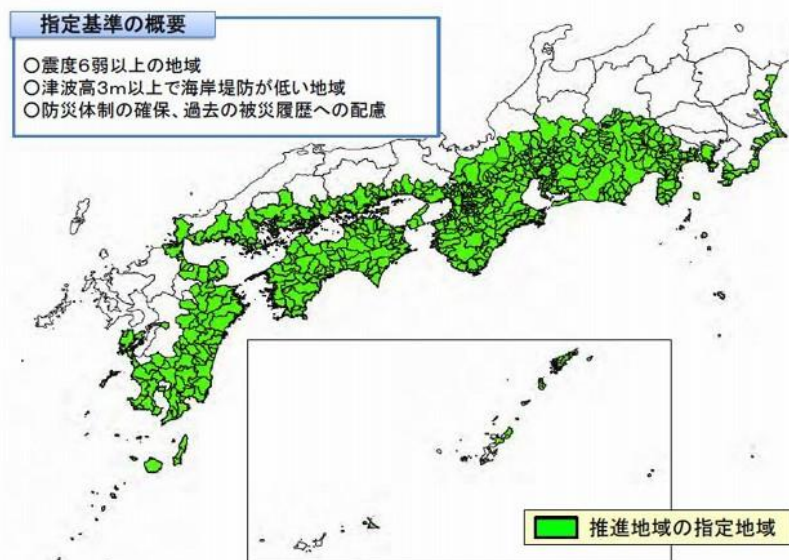 指定基準の概要
○震度6弱以上の地域
○津波高3m以上で海岸堤防が低い地域
○防災体制の確保、過去の被災履歴への配慮
推進地域の指定地域